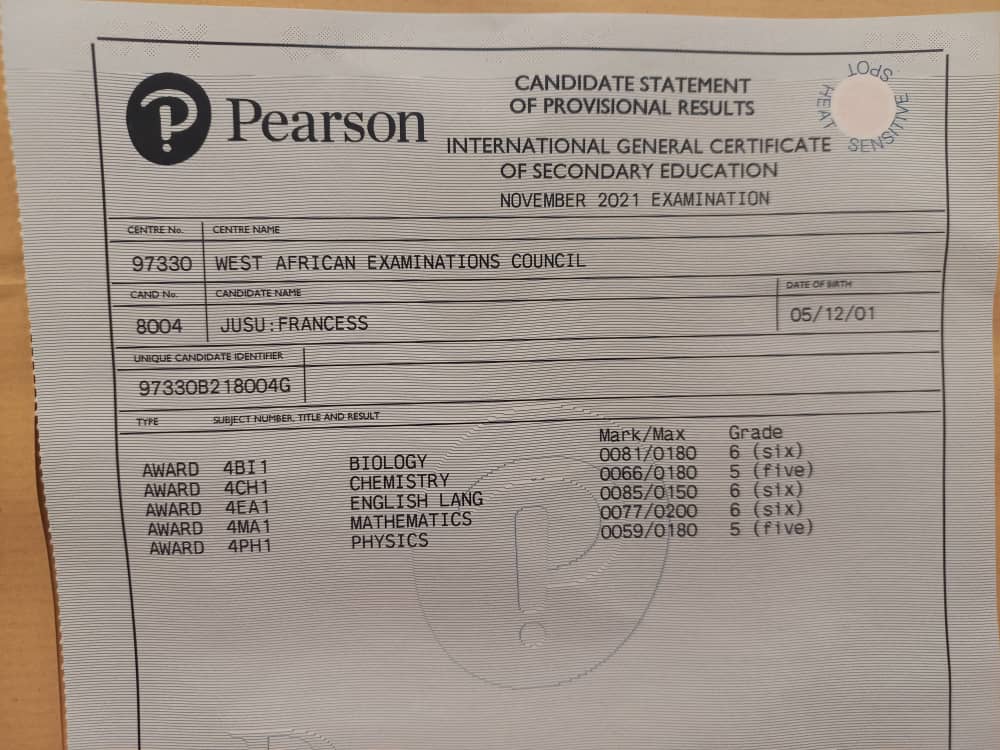 Pearson
CANDIDATE STATEMENT
OF PROVISIONAL RESULTS
INTERNATIONAL GENERAL CERTIFICATE
OF SECONDARY EDUCATION
NOVEMBER 2021 EXAMINATION
HEAT SENSITIVE SPOT
CENTRE No. CENTRE NAME
97330 WEST AFRICAN EXAMINATIONS COUNCIL
CAND No. CANDIDATE NAME DATE OF BIRTH
8004 JUSU:FRANCESS 05/12/01
UNIQUE CANDIDATE IDENTIFIER
97330B218004G
TYPE SUBJECT NUMBER, TITLE AND RESULT
Mark/Max Grade
AWARD 4BI1 BIOLOGY 0081/0180 6 (six)
AWARD 4CH1 CHEMISTRY 0066/0180 5 (five)
AWARD 4EA1 ENGLISH LANG 0085/0150 6 (six)
AWARD 4MA1 MATHEMATICS 0077/0200 6 (six)
AWARD 4PH1 PHYSICS 0059/0180 5 (five)